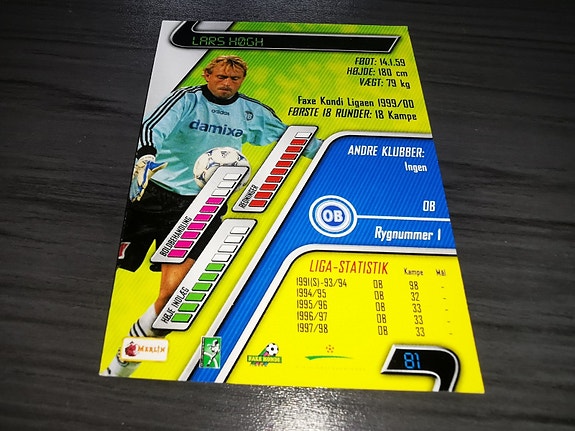 LARS HØGH
FØDT: 14.1.59
HØJDE: 180 cm
VÆGT: 79 kg
Faxe Kondi Ligaen 1999/00
FØRSTE 18 RUNDER: 18 Kampe
adidas
damixa
ANDRE KLUBBER:
Ingen
REDNINGER
BOLDBEHANDLING
HØJE INDLÆG
OB
OB
Rygnummer 1
LIGA-STATISTIK
Kampe Mål
1991(S)-93/94 OB 98 -
1994/95 OB 32 -
1995/96 OB 33 -
1996/97 OB 33 -
1997/98 OB 33 -
MERLIN
FAXE KONDI
81